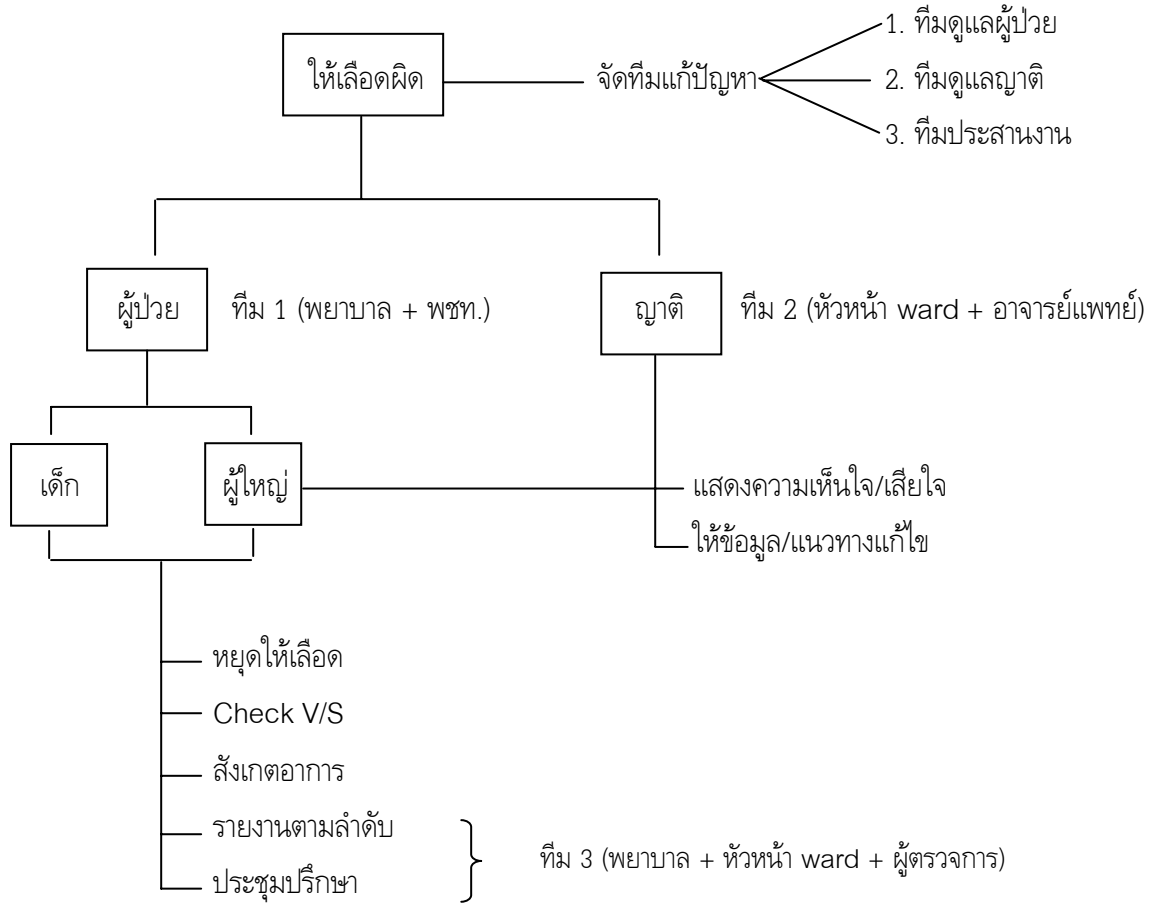 1. ทีมดูแลผู้ป่วย
ให้เลือดผิด จัดทีมแก้ปัญหา 2. ทีมดูแลญาติ
3. ทีมประสานงาน
ผู้ป่วย ทีม 1 (พยาบาล + พชท.) ญาติ ทีม 2 (หัวหน้า ward + อาจารย์แพทย์)
เด็ก ผู้ใหญ่ แสดงความเห็นใจ/เสียใจ
ให้ข้อมูล/แนวทางแก้ไข
หยุดให้เลือด
Check V/S
สังเกตอาการ
รายงานตามลำดับ
ประชุมปรึกษา
ทีม 3 (พยาบาล + หัวหน้า ward + ผู้ตรวจการ)